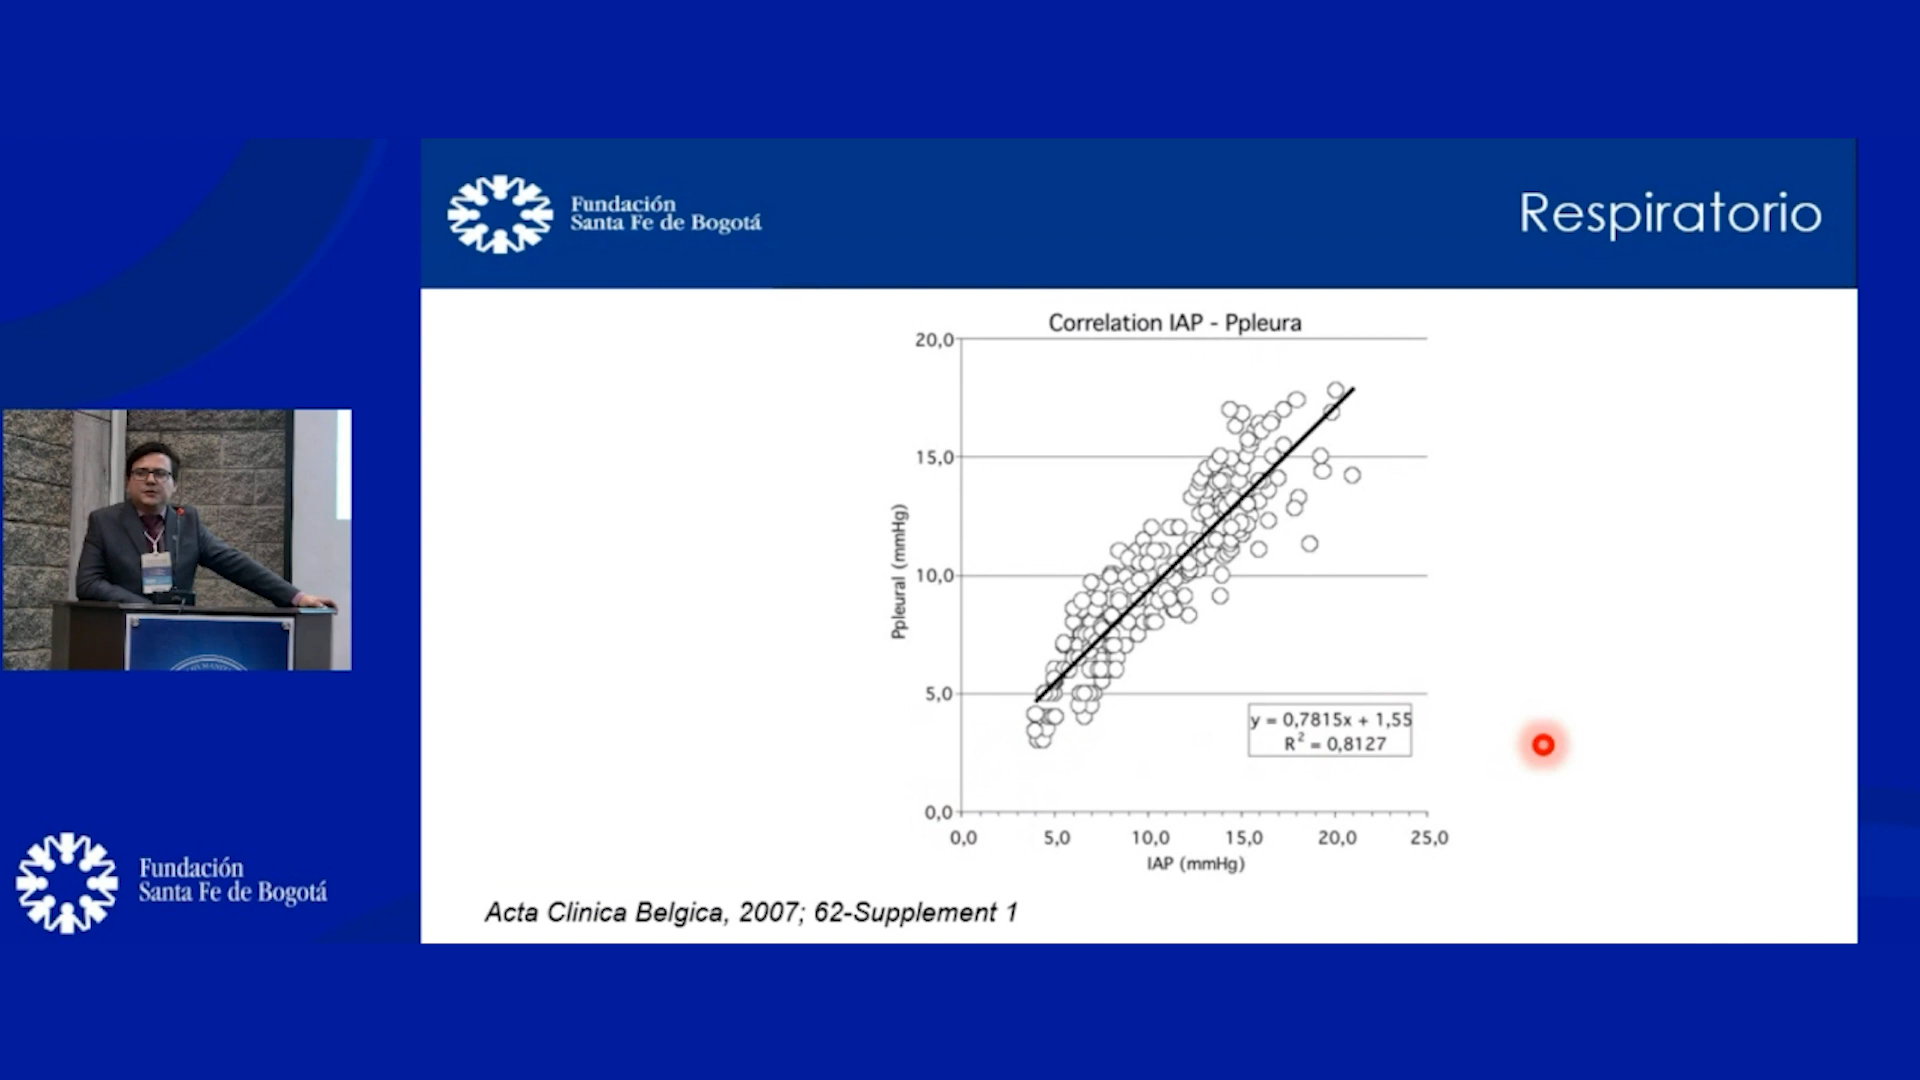 Fundación
Santa Fe de Bogotá
Respiratorio
Correlation IAP - Ppleura
20,0
15,0
10,0
5,0
0,0
Ppleural (mmHg)
y = 0,7815x + 1,55
R² = 0,8127
0,0 5,0 10,0 15,0 20,0 25,0
IAP (mmHg)
Acta Clinica Belgica, 2007; 62-Supplement 1
Fundación
Santa Fe de Bogotá